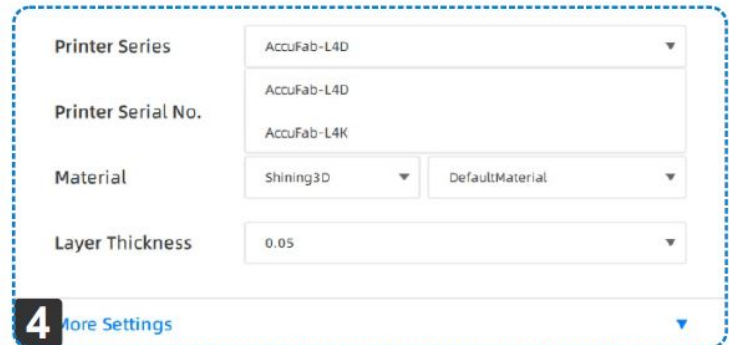 Printer Series AccuFab-L4D
AccuFab-L4D
Printer Serial No.
AccuFab-L4K
Material Shining3D DefaultMaterial
Layer Thickness 0.05
4 More Settings